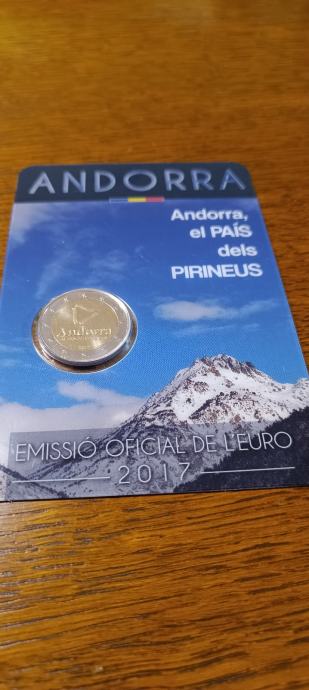 ANDORRA
Andorra,
el PAÍS
dels
PIRINEUS
Andorra
EMISSIÓ OFICIAL DE L'EURO
2017